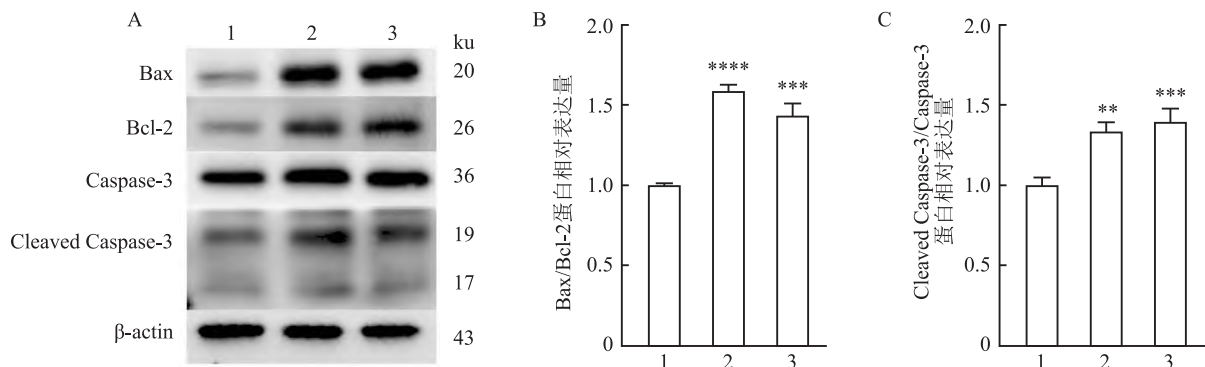 A
1 2 3 ku
Bax 20
Bcl-2 26
Caspase-3 36
Cleaved Caspase-3 19
17
β-actin 43
B
Bax/Bcl-2蛋白相对表达量
2.0
1.5
1.0
0.5
0
****
***
1 2 3
C
Cleaved Caspase-3/Caspase-3
蛋白相对表达量
2.0
1.5
1.0
0.5
0
**
***
1 2 3